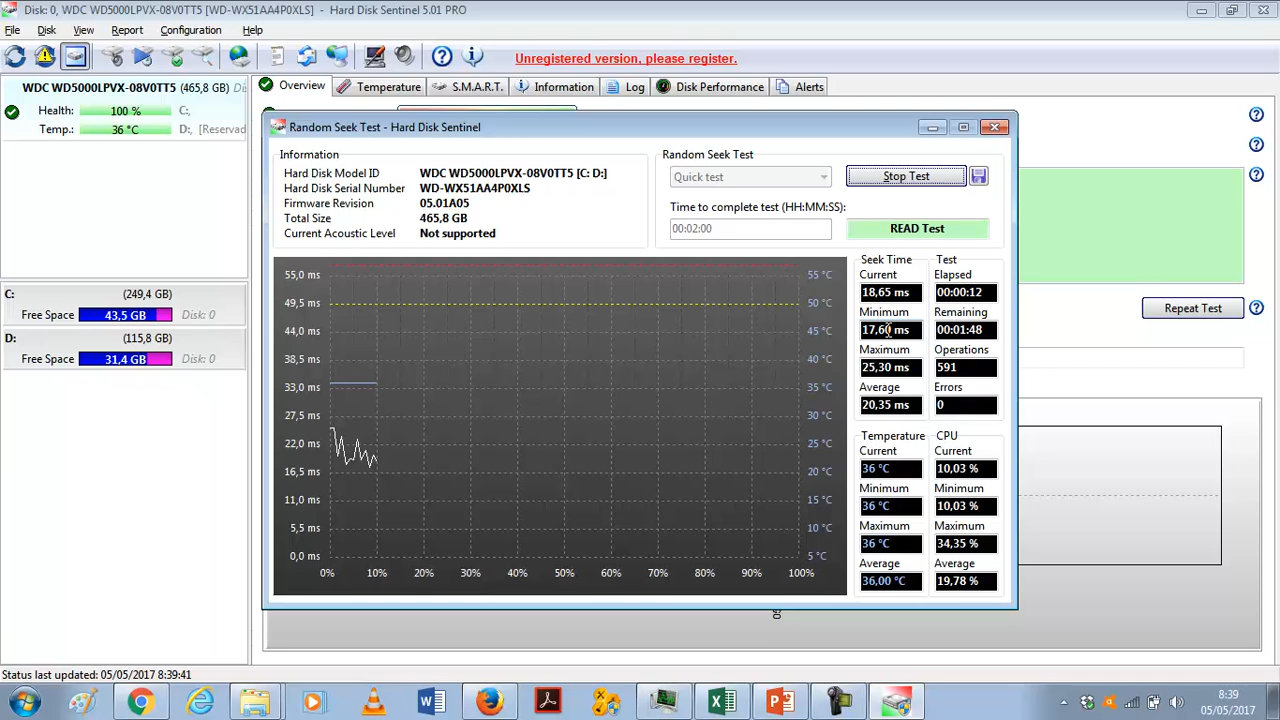 Disk: 0, WDC WD5000LPVX-08V0TT5 [WD-WX51AA4P0XLS] - Hard Disk Sentinel 5.01 PRO
File Disk View Report Configuration Help
Unregistered version, please register.
WDC WD5000LPVX-08V0TT5 (465,8 GB) Di
Health: 100 % C:,
Temp.: 36 °C D:, [Reservad
C: (249,4 GB)
Free Space 43,5 GB Disk: 0
D: (115,8 GB)
Free Space 31,4 GB Disk: 0
Overview Temperature S.M.A.R.T. Information Log Disk Performance Alerts
Random Seek Test - Hard Disk Sentinel
Information
Hard Disk Model ID WDC WD5000LPVX-08V0TT5 [C: D:]
Hard Disk Serial Number WD-WX51AA4P0XLS
Firmware Revision 05.01A05
Total Size 465,8 GB
Current Acoustic Level Not supported
Random Seek Test
Quick test Stop Test
Time to complete test (HH:MM:SS):
00:02:00 READ Test
55,0 ms 55 °C
49,5 ms 50 °C
44,0 ms 45 °C
38,5 ms 40 °C
33,0 ms 35 °C
27,5 ms 30 °C
22,0 ms 25 °C
16,5 ms 20 °C
11,0 ms 15 °C
5,5 ms 10 °C
0,0 ms 5 °C
0% 10% 20% 30% 40% 50% 60% 70% 80% 90% 100%
Seek Time Test
Current Elapsed
18,65 ms 00:00:12
Minimum Remaining
17,60 ms 00:01:48
Maximum Operations
25,30 ms 591
Average Errors
20,35 ms 0
Temperature CPU
Current Current
36 °C 10,03 %
Minimum Minimum
36 °C 10,03 %
Maximum Maximum
36 °C 34,35 %
Average Average
36,00 °C 19,78 %
Repeat Test
Status last updated: 05/05/2017 8:39:41
8:39
05/05/2017